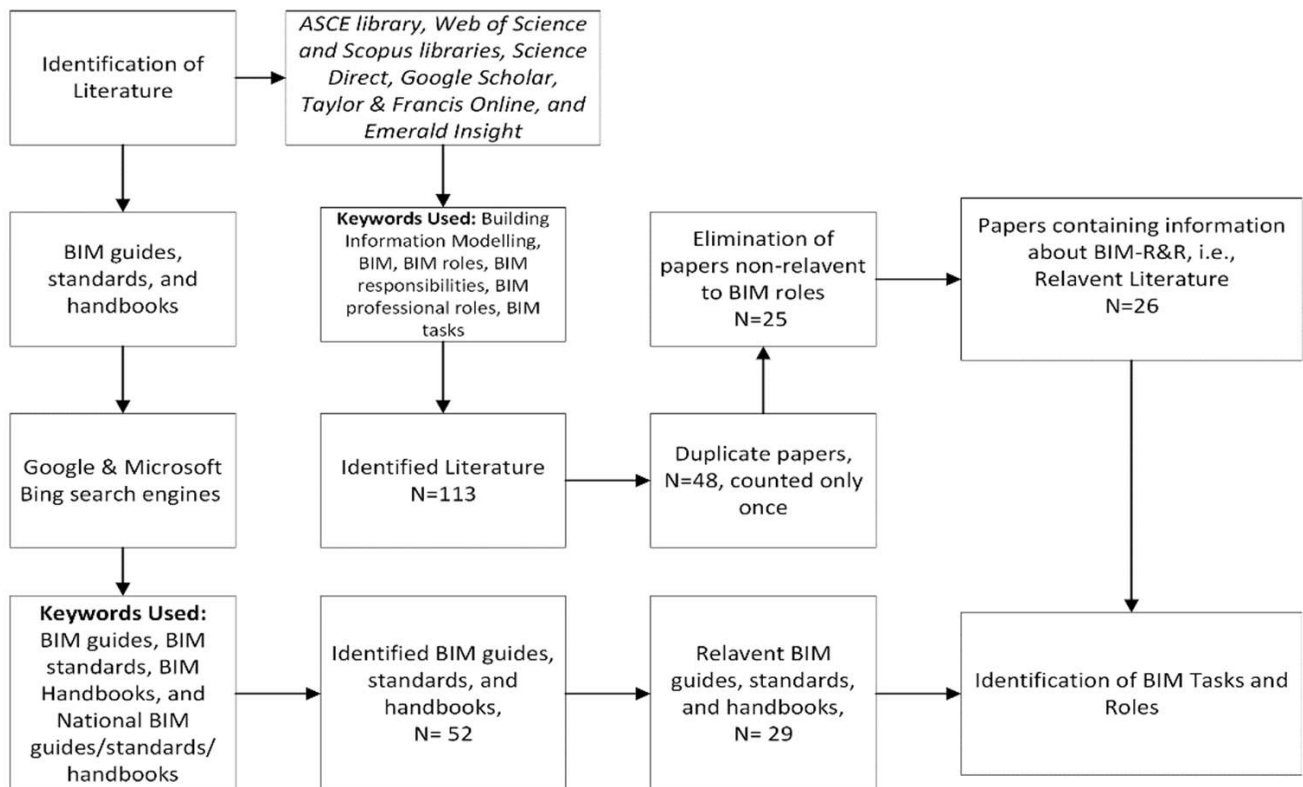 Identification of
Literature
ASCE library, Web of Science
and Scopus libraries, Science
Direct, Google Scholar,
Taylor & Francis Online, and
Emerald Insight
BIM guides,
standards, and
handbooks
Keywords Used: Building
Information Modelling,
BIM, BIM roles, BIM
responsibilities, BIM
professional roles, BIM
tasks
Elimination of
papers non-relavent
to BIM roles
N=25
Papers containing information
about BIM-R&R, i.e.,
Relavent Literature
N=26
Google & Microsoft
Bing search engines
Identified Literature
N=113
Duplicate papers,
N=48, counted only
once
Keywords Used:
BIM guides, BIM
standards, BIM
Handbooks, and
National BIM
guides/standards/
handbooks
Identified BIM guides,
standards, and
handbooks,
N= 52
Relavent BIM
guides, standards,
and handbooks,
N= 29
Identification of BIM Tasks and
Roles